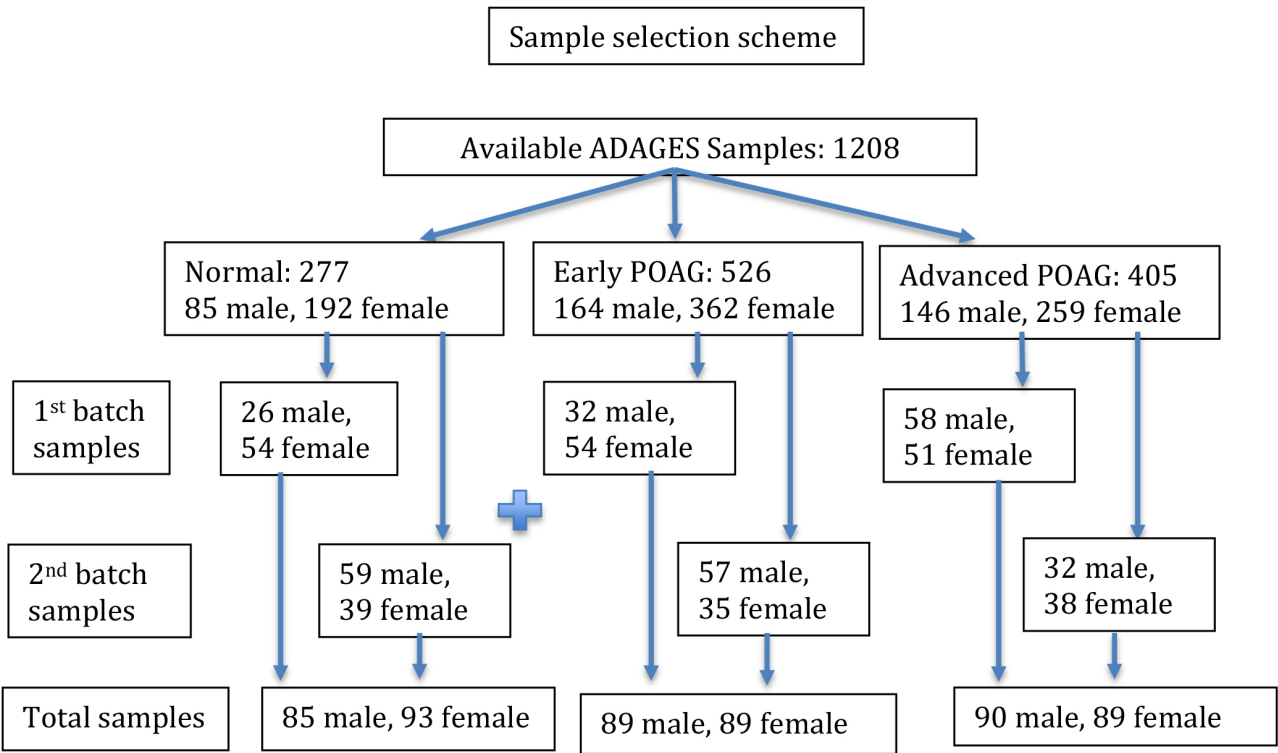 Sample selection scheme
Available ADAGES Samples: 1208
Normal: 277
85 male, 192 female
Early POAG: 526
164 male, 362 female
Advanced POAG: 405
146 male, 259 female
1st batch
samples
26 male,
54 female
32 male,
54 female
58 male,
51 female
2nd batch
samples
59 male,
39 female
57 male,
35 female
32 male,
38 female
Total samples
85 male, 93 female
89 male, 89 female
90 male, 89 female